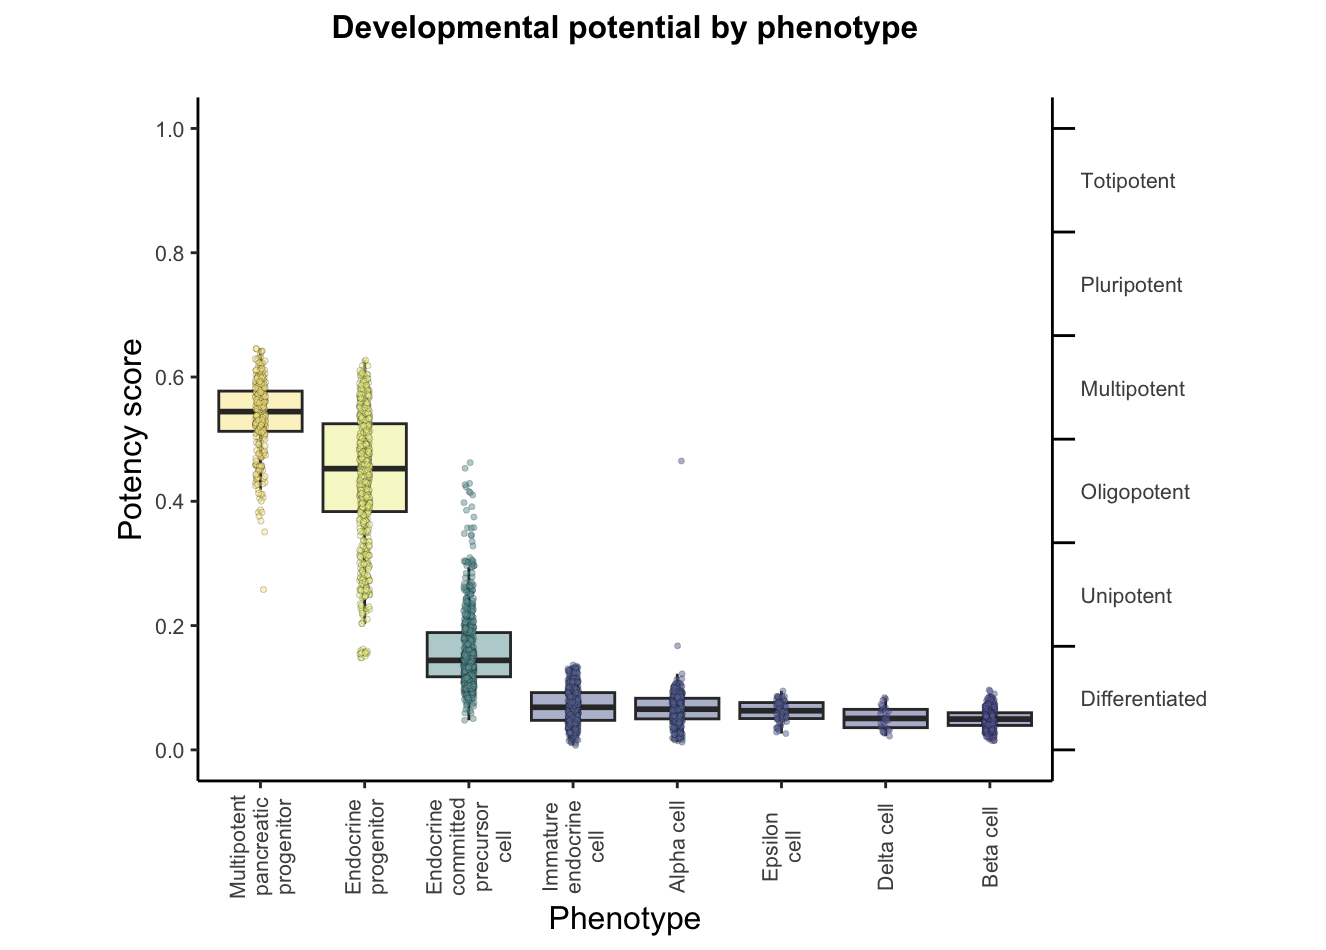 Developmental potential by phenotype
Potency score
1.0
0.8
0.6
0.4
0.2
0.0
Totipotent
Pluripotent
Multipotent
Oligopotent
Unipotent
Differentiated
Multipotent
pancreatic
progenitor
Endocrine
progenitor
Endocrine
committed
precursor
cell
Immature
endocrine
cell
Alpha cell
Epsilon
cell
Delta cell
Beta cell
Phenotype